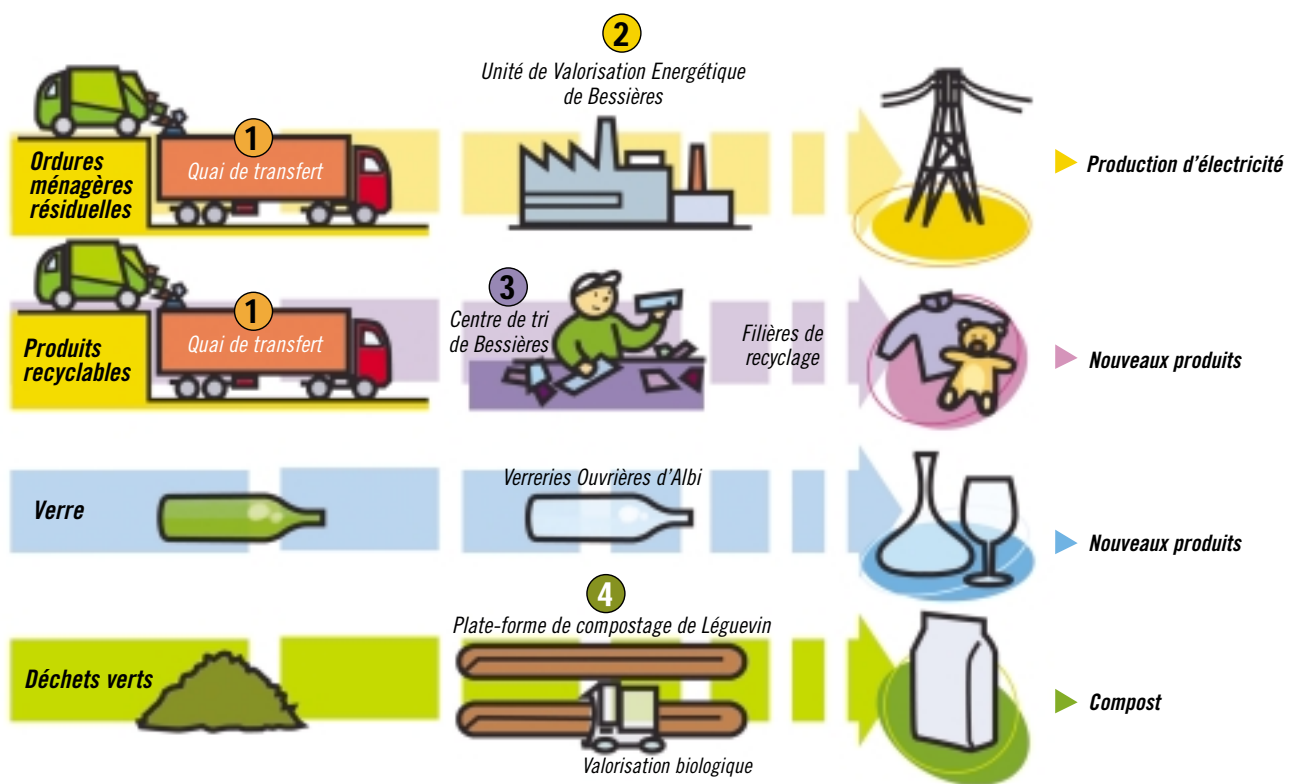 2
Unité de Valorisation Energétique
de Bessières
1
Ordures
ménagères
résiduelles
Quai de transfert
Production d'électricité
1
Produits
recyclables
Quai de transfert
3
Centre de tri
de Bessières
Filières de
recyclage
Nouveaux produits
Verre
Verreries Ouvrières d'Albi
Nouveaux produits
4
Plate-forme de compostage de Léguevin
Déchets verts
Valorisation biologique
Compost